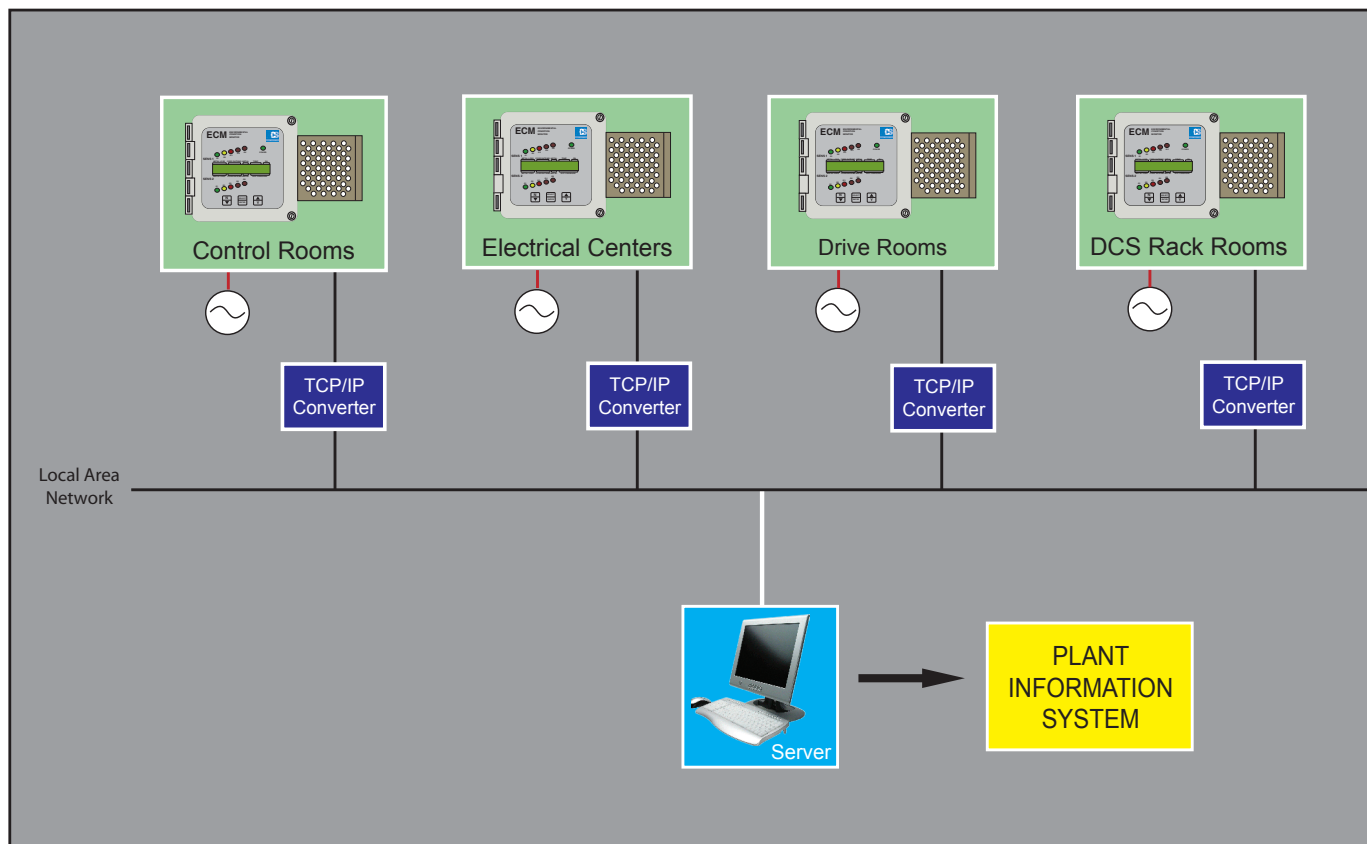 ECM
ECM
ECM
ECM
Control Rooms
Electrical Centers
Drive Rooms
DCS Rack Rooms
TCP/IP
Converter
TCP/IP
Converter
TCP/IP
Converter
TCP/IP
Converter
Local Area
Network
Server
PLANT
INFORMATION
SYSTEM